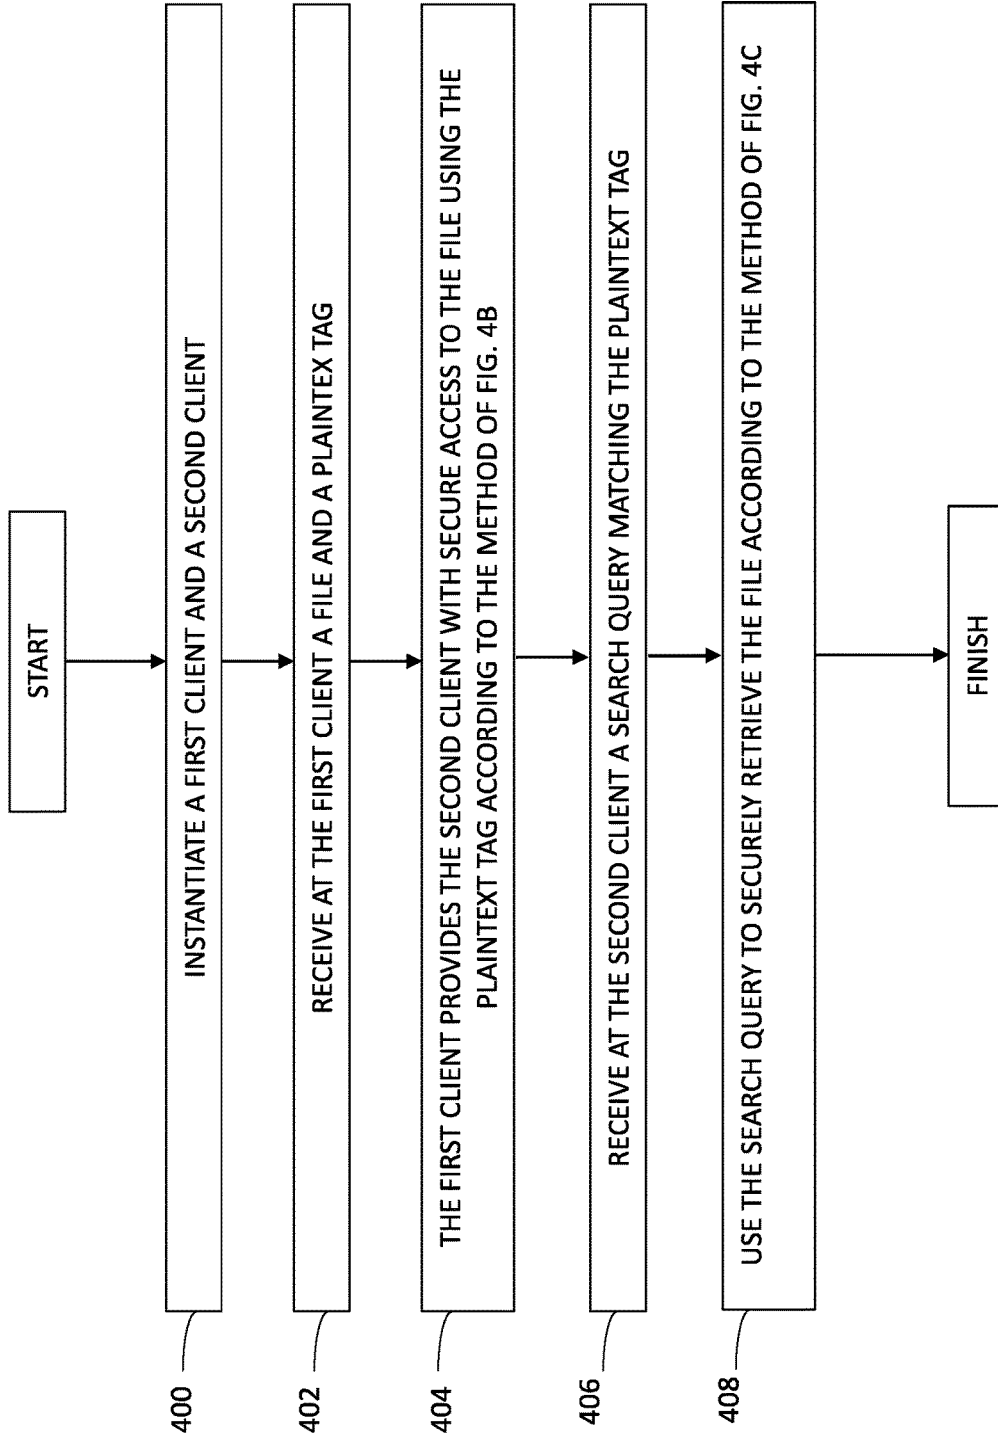 START
400
INSTANTIATE A FIRST CLIENT AND A SECOND CLIENT
402
RECEIVE AT THE FIRST CLIENT A FILE AND A PLAINTEX TAG
404
THE FIRST CLIENT PROVIDES THE SECOND CLIENT WITH SECURE ACCESS TO THE FILE USING THE
PLAINTEXT TAG ACCORDING TO THE METHOD OF FIG. 4B
406
RECEIVE AT THE SECOND CLIENT A SEARCH QUERY MATCHING THE PLAINTEXT TAG
408
USE THE SEARCH QUERY TO SECURELY RETRIEVE THE FILE ACCORDING TO THE METHOD OF FIG. 4C
FINISH